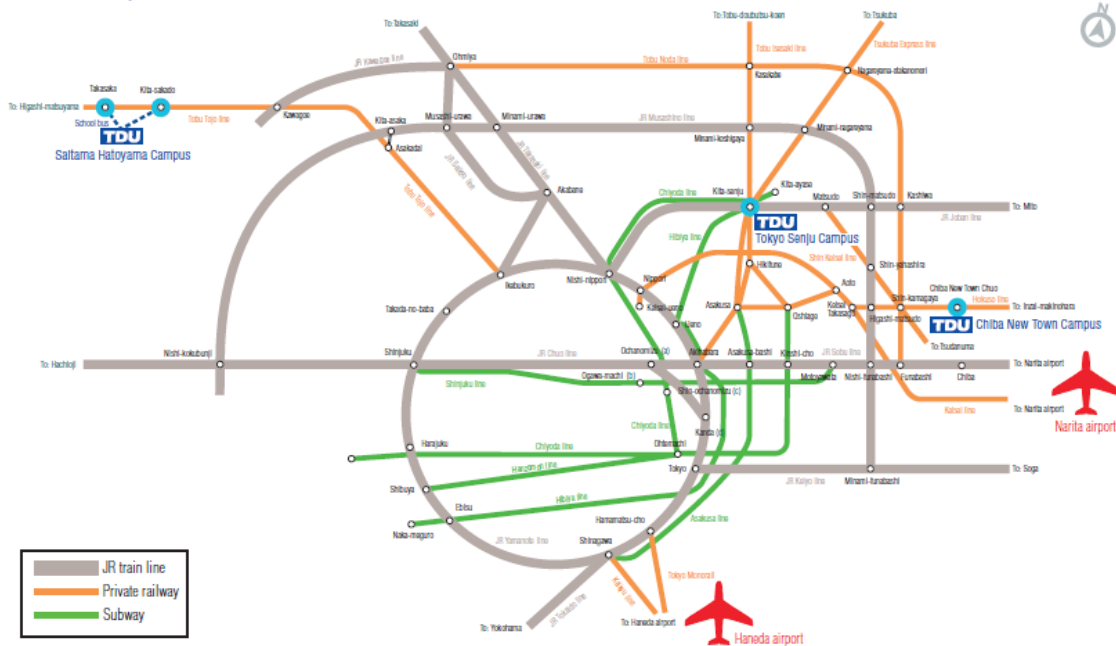 N
To: Takasaki
To: Tobu-doubutsu-koen
To: Tsukuba
Tobu Isesaki line
Tsukuba Express line
JR Kawagoe line
Ohmiya
Tobu Noda line
Kasukabe
Nagareyama-otakanomori
Takasaka
Kita-sakado
To: Higashi-matsuyama
School bus
Tobu Tojo line
Kawagoe
TDU
Saitama Hatoyama Campus
Kita-asaka
Asakadai
Musashi-urawa
Minami-urawa
JR Musashino line
Minami-koshigaya
Minami-nagareyama
JR Takasaki line
JR Saikyo line
Tobu Tojo line
Akabane
Chiyoda line
Kita-senju
Kita-ayase
Matsudo
Shin-matsudo
Kashiwa
To: Mito
JR Joban line
TDU
Tokyo Senju Campus
Hibiya line
Shin Keisei line
Hikifune
Shin-yahashira
Ikebukuro
Nishi-nippori
Nippori
Keisei-ueno
Aoto
Keisei Takasago
Shin-kamagaya
Higashi-matsudo
Chiba New Town Chuo
Hokuso line
To: Inzai-makinohara
TDU
Chiba New Town Campus
Takada-no-baba
Ueno
Asakusa
Oshiage
To: Tsudanuma
Nishi-kokubunji
To: Hachioji
Shinjuku
JR Chuo line
Ochanomizu (a)
Akihabara
Asakusa-bashi
Kinshi-cho
JR Sobu line
Motoyawata
Nishi-funabashi
Funabashi
Chiba
To: Narita airport
Shinjuku line
Ogawa-machi (b)
Shin-ochanomizu (c)
Keisei line
To: Narita airport
Narita airport
Chiyoda line
Kanda (d)
Harajuku
Chiyoda line
Ohtemachi
Hanzomon line
Tokyo
JR Keiyo line
Minami-funabashi
To: Soga
Shibuya
Hibiya line
Ebisu
Naka-meguro
Hamamatsu-cho
Asakusa line
JR Yamanote line
Shinagawa
Keikyu line
Tokyo Monorail
JR Tokaido line
To: Yokohama
To: Haneda airport
Haneda airport
JR train line
Private railway
Subway